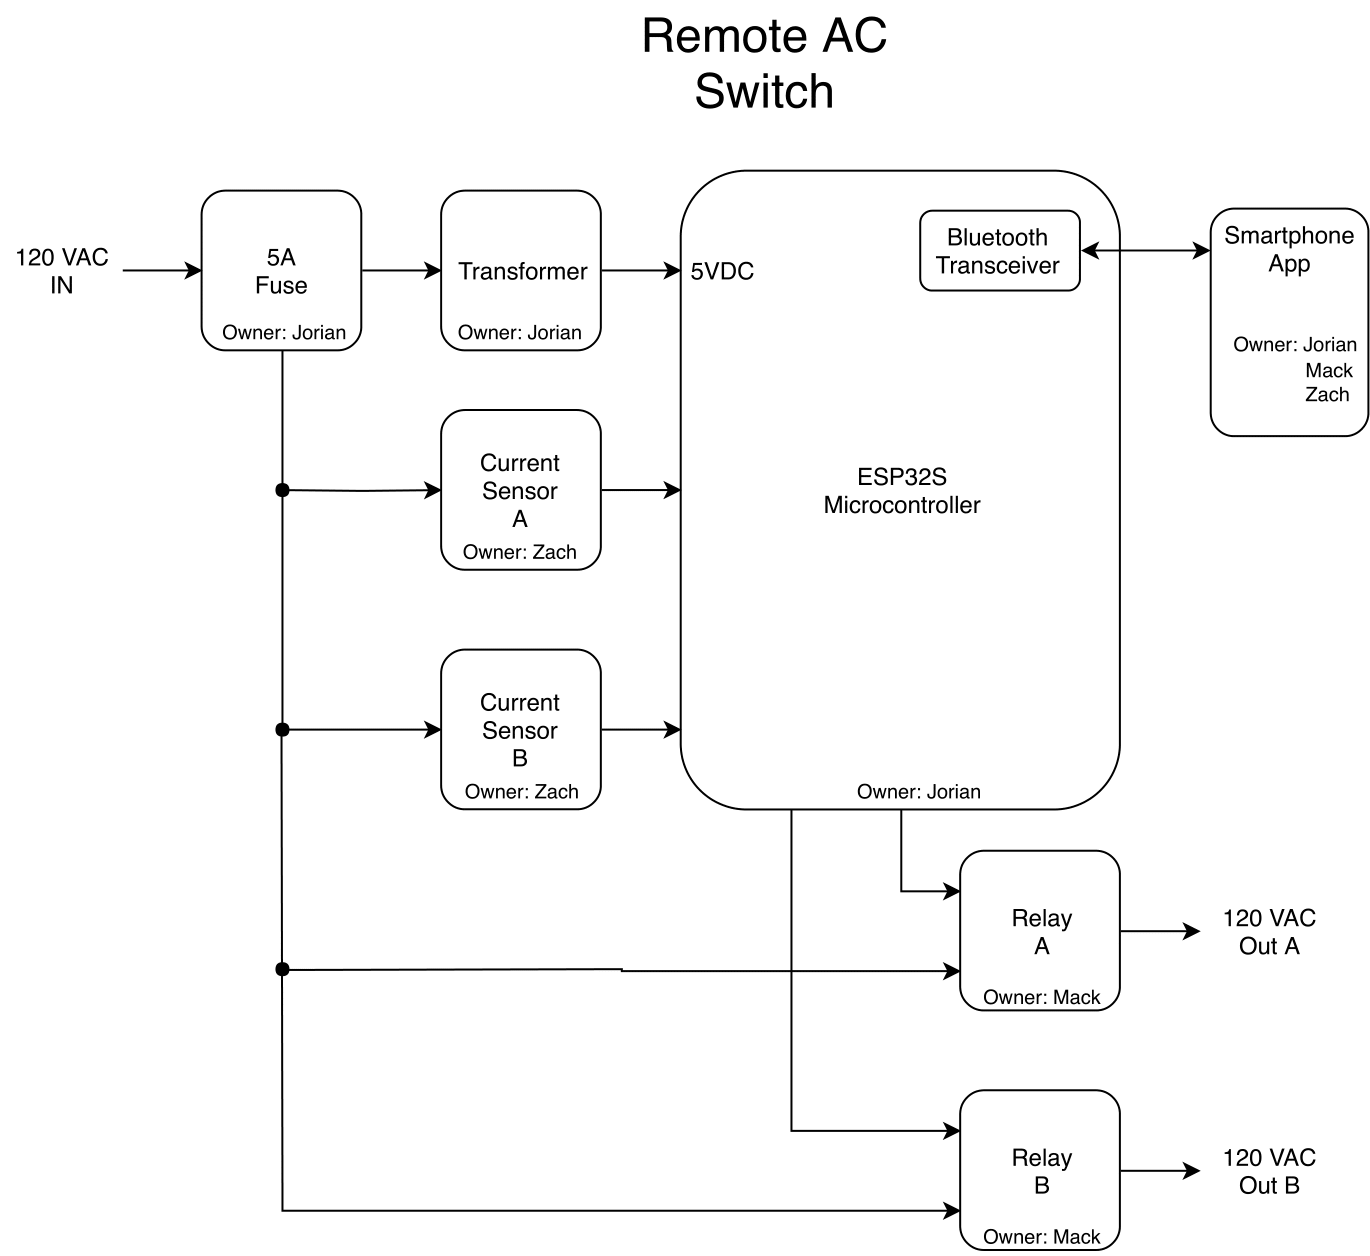 Remote AC
Switch
120 VAC
IN
5A
Fuse
Owner: Jorian
Transformer
Owner: Jorian
5VDC
Bluetooth
Transceiver
Smartphone
App
Owner: Jorian
Mack
Zach
Current
Sensor
A
Owner: Zach
ESP32S
Microcontroller
Current
Sensor
B
Owner: Zach
Owner: Jorian
Relay
A
Owner: Mack
120 VAC
Out A
Relay
B
Owner: Mack
120 VAC
Out B